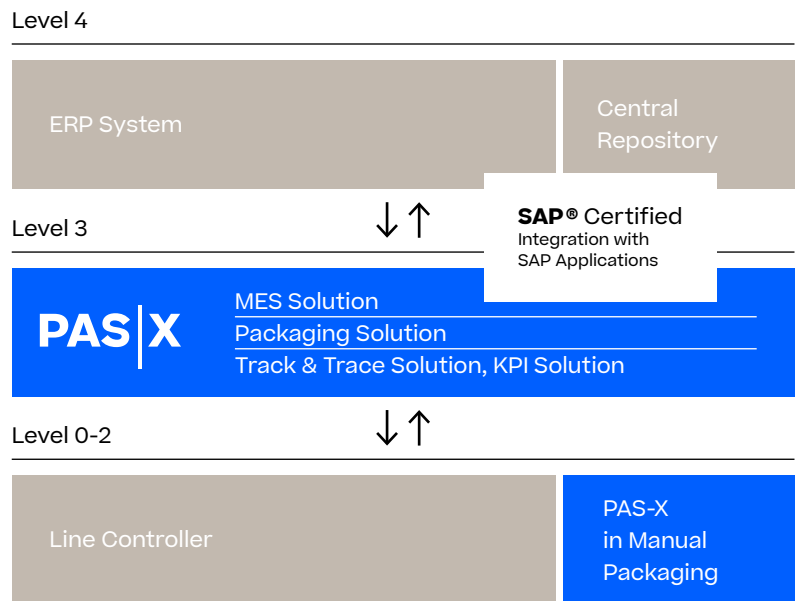 Level 4
ERP System
Central
Repository
SAP® Certified
Integration with
SAP Applications
Level 3
PAS|X
MES Solution
Packaging Solution
Track & Trace Solution, KPI Solution
Level 0-2
Line Controller
PAS-X
in Manual
Packaging